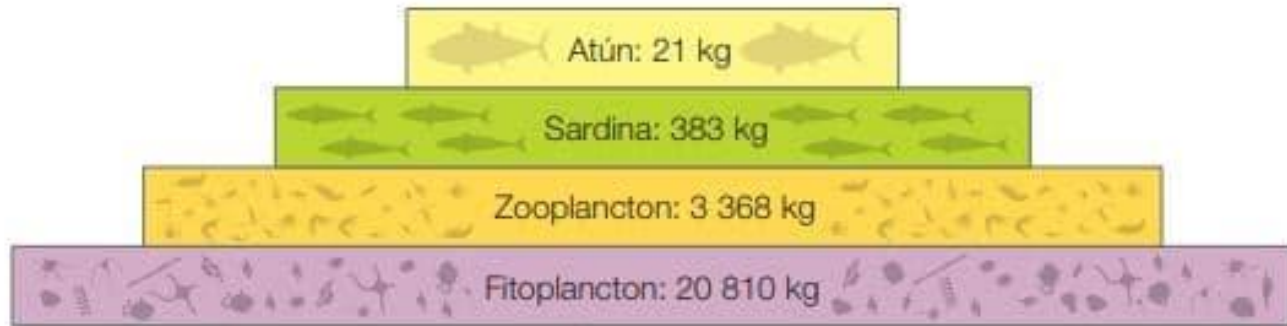 Atún: 21 kg
Sardina: 383 kg
Zooplancton: 3 368 kg
Fitoplancton: 20 810 kg